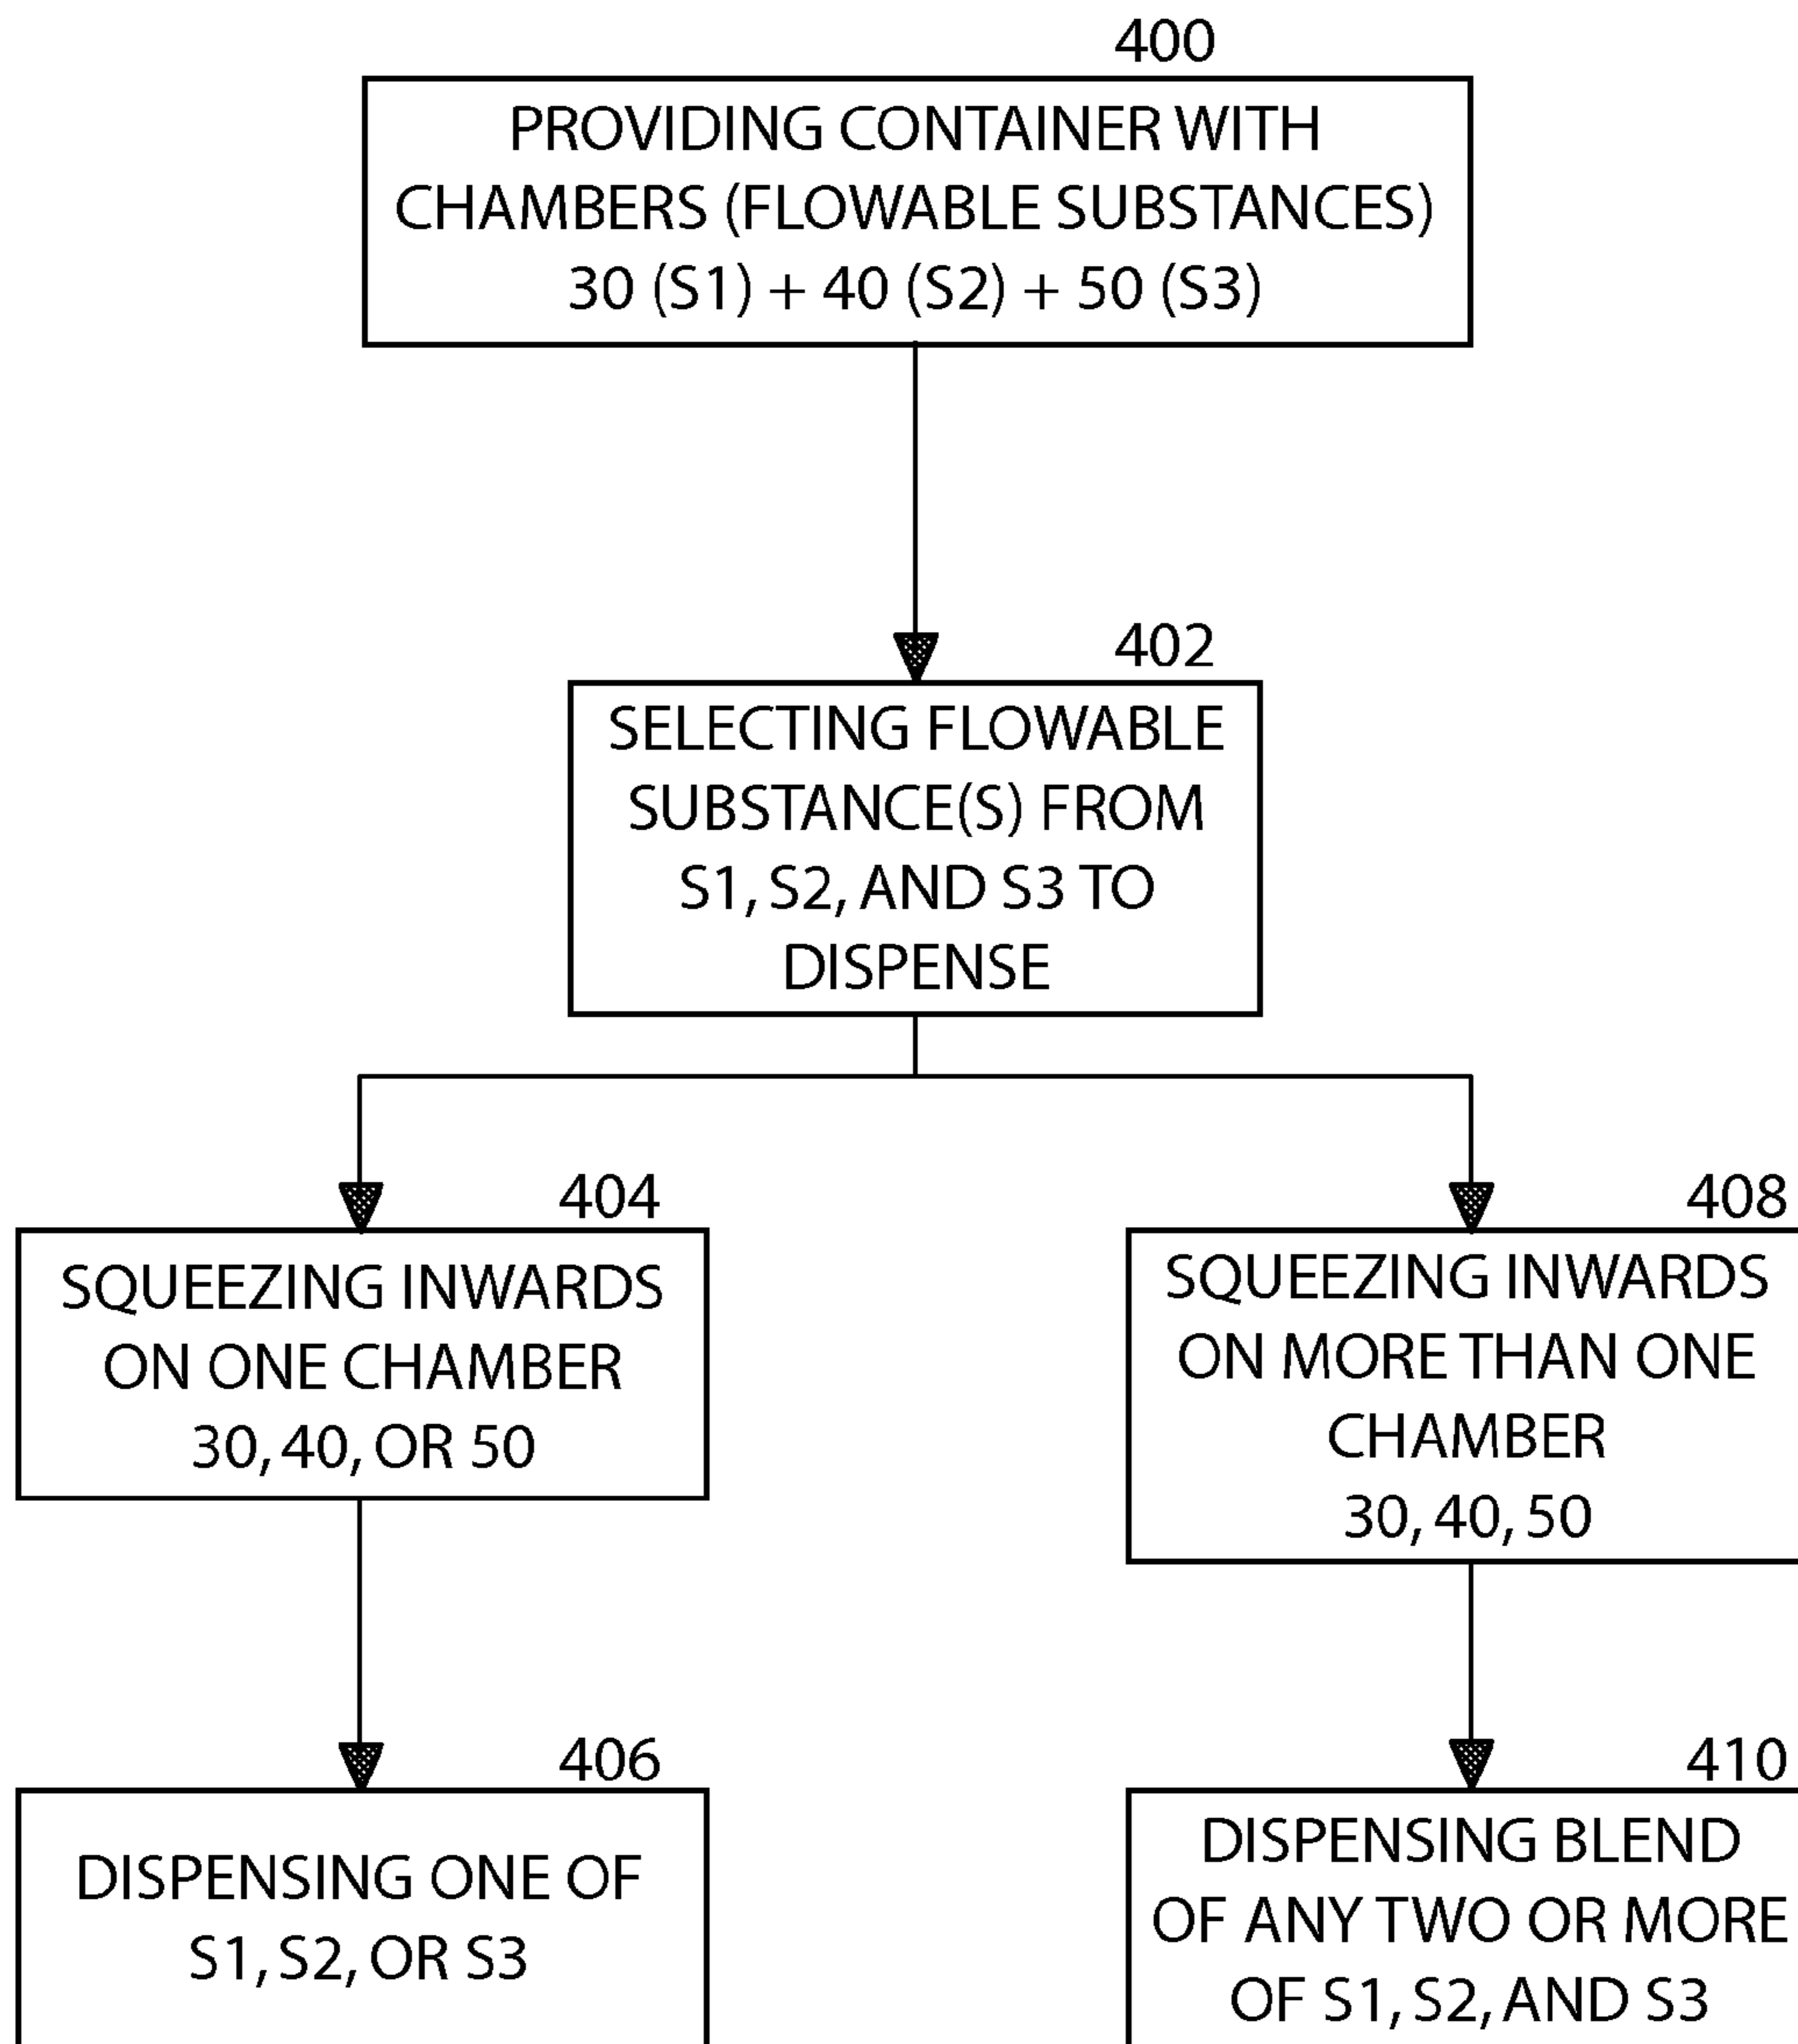 400
PROVIDING CONTAINER WITH
CHAMBERS (FLOWABLE SUBSTANCES)
30 (S1) + 40 (S2) + 50 (S3)
402
SELECTING FLOWABLE
SUBSTANCE(S) FROM
S1, S2, AND S3 TO
DISPENSE
404
SQUEEZING INWARDS
ON ONE CHAMBER
30, 40, OR 50
406
DISPENSING ONE OF
S1, S2, OR S3
408
SQUEEZING INWARDS
ON MORE THAN ONE
CHAMBER
30, 40, 50
410
DISPENSING BLEND
OF ANY TWO OR MORE
OF S1, S2, AND S3